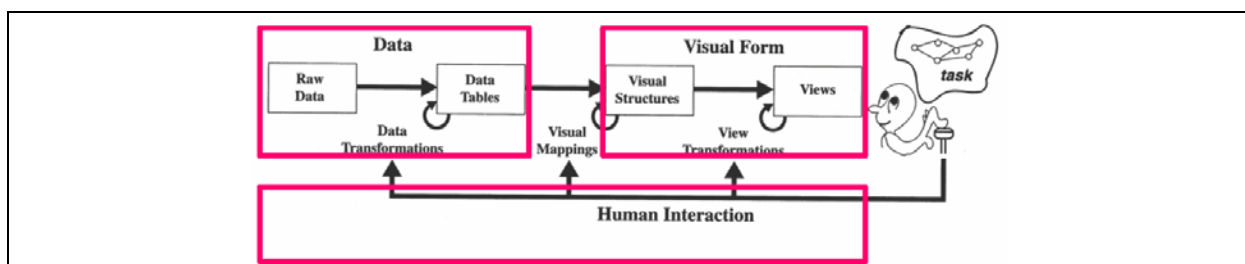 Data
Raw
Data
Data
Tables
Data
Transformations
Visual
Mappings
Visual Form
Visual
Structures
Views
View
Transformations
task
Human Interaction